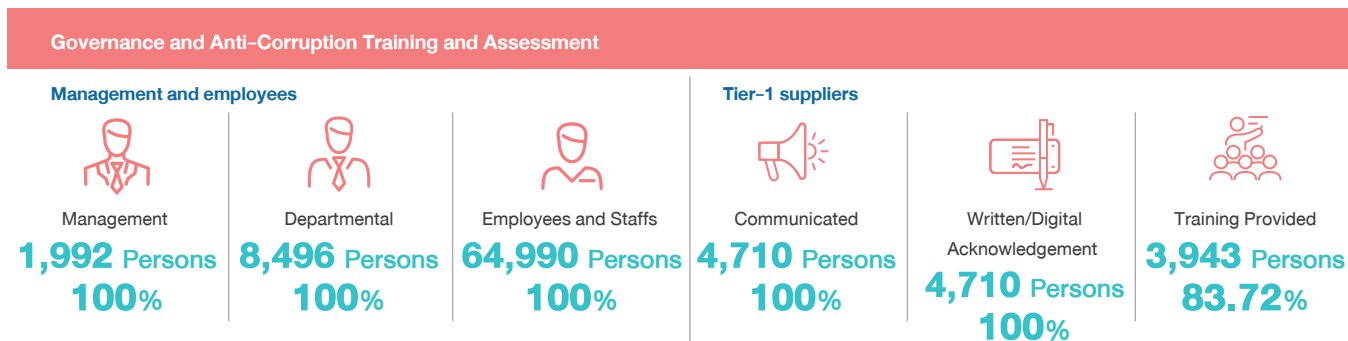 Governance and Anti-Corruption Training and Assessment
Management and employees
Management
1,992 Persons
100%
Departmental
8,496 Persons
100%
Employees and Staffs
64,990 Persons
100%
Tier-1 suppliers
Communicated
4,710 Persons
100%
Written/Digital
Acknowledgement
4,710 Persons
100%
Training Provided
3,943 Persons
83.72%